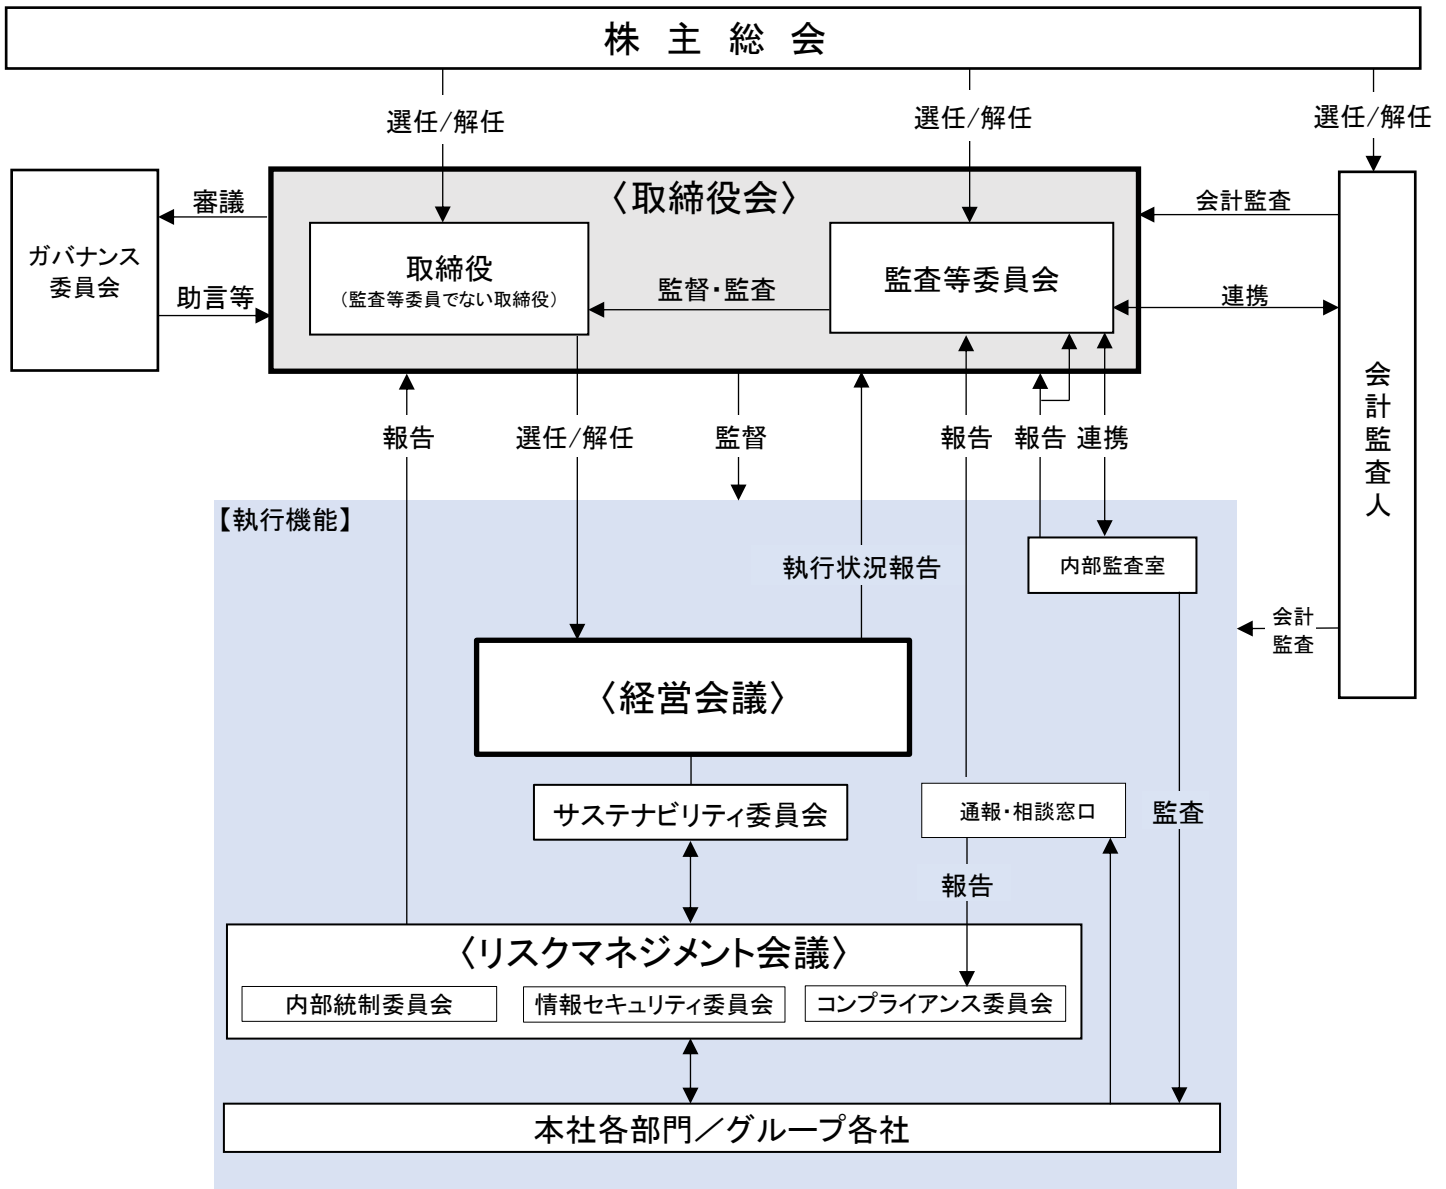 株主総会
選任/解任
選任/解任
選任/解任
〈取締役会〉
審議
会計監査
ガバナンス
委員会
取締役
（監査等委員でない取締役）
監督・監査
監査等委員会
助言等
連携
会計監査人
報告
選任/解任
監督
報告
報告
連携
【執行機能】
執行状況報告
内部監査室
会計
監査
〈経営会議〉
サステナビリティ委員会
通報・相談窓口
監査
報告
〈リスクマネジメント会議〉
内部統制委員会
情報セキュリティ委員会
コンプライアンス委員会
本社各部門／グループ各社